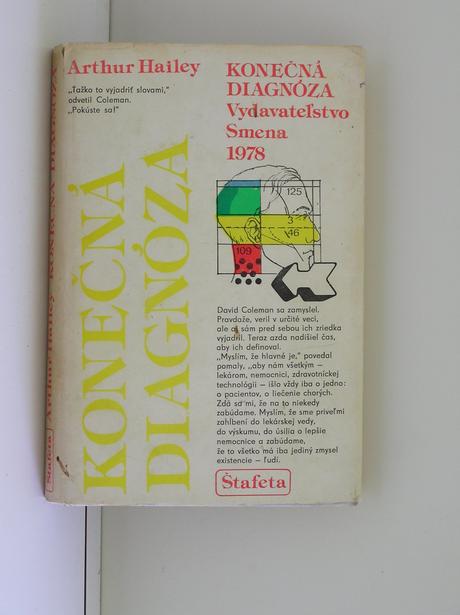 Arthur Hailey
„Ťažko to vyjadriť slovami,"
odvetil Coleman.
„Pokúste sa!"
KONEČNÁ
DIAGNÓZA
KONEČNÁ
DIAGNÓZA
Vydavateľstvo
Smena
1978
125
3
46
109
David Coleman sa zamyslel.
Pravdaže, veril v určité veci,
ale aj sám pred sebou ich zriedka
vyjadril. Teraz azda nadišiel čas,
aby ich definoval.
„Myslím, že hlavné je," povedal
pomaly, „aby nám všetkým –
lekárom, nemocnici, zdravotníckej
technológii – išlo vždy iba o jedno:
o pacientov, o liečenie chorých.
Zdá sa mi, že na to niekedy
zabúdame. Myslím, že sme priveľmi
zahĺbení do lekárskej vedy,
do výskumu, do úsilia o lepšie
nemocnice a zabúdame,
že to všetko má iba jediný zmysel
existencie – ľudí.
Štafeta
Štafeta
Arthur Hailey KONEČNÁ DIAGNÓZA